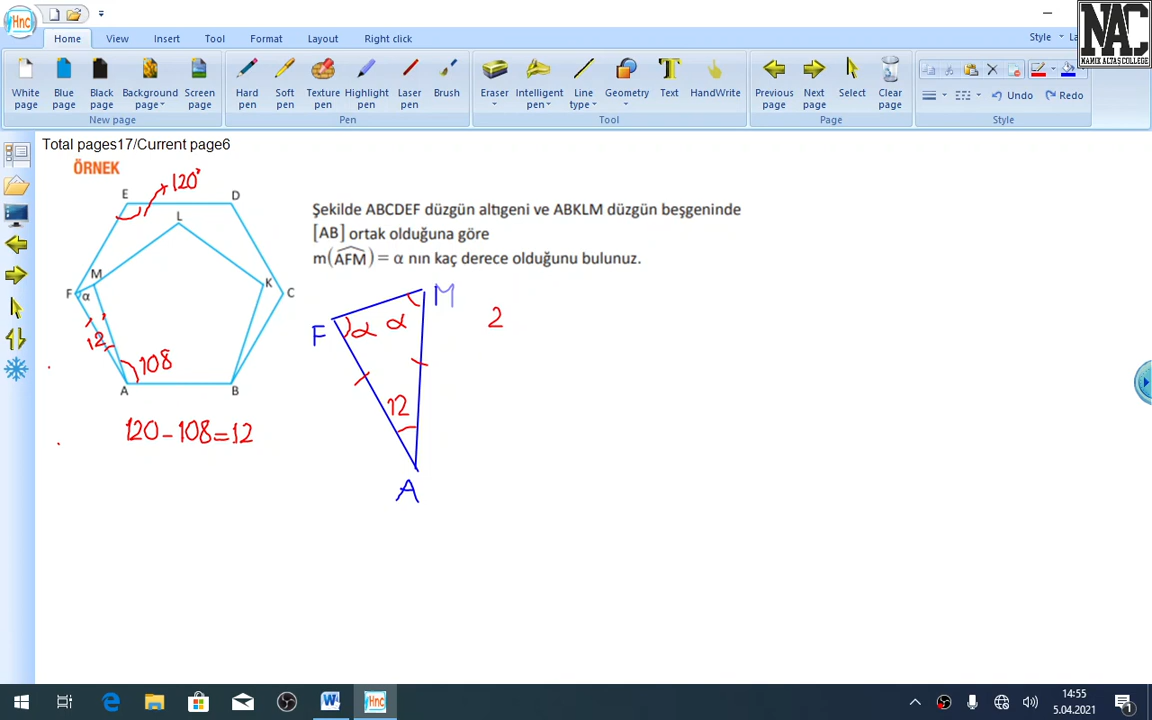 Home View Insert Tool Format Layout Right click
Style
NAC
KAMIK ALTAS COLLEGE
White page Blue page Black page Background page Screen page
New page
Hard pen Soft pen Texture pen Highlight pen Laser pen Brush
Pen
Eraser Intelligent pen Line type Geometry Text HandWrite
Tool
Previous page Next page Select Clear page
Page
Undo Redo
Style
Total pages17/Current page6
ÖRNEK
Şekilde ABCDEF düzgün altıgeni ve ABKLM düzgün beşgeninde
[AB] ortak olduğuna göre
m(AFM) = α nın kaç derece olduğunu bulunuz.
120°
E D
L
M
K
F α C
12
108
A B
120-108=12
M
F α α
2
12
A
14:55
5.04.2021